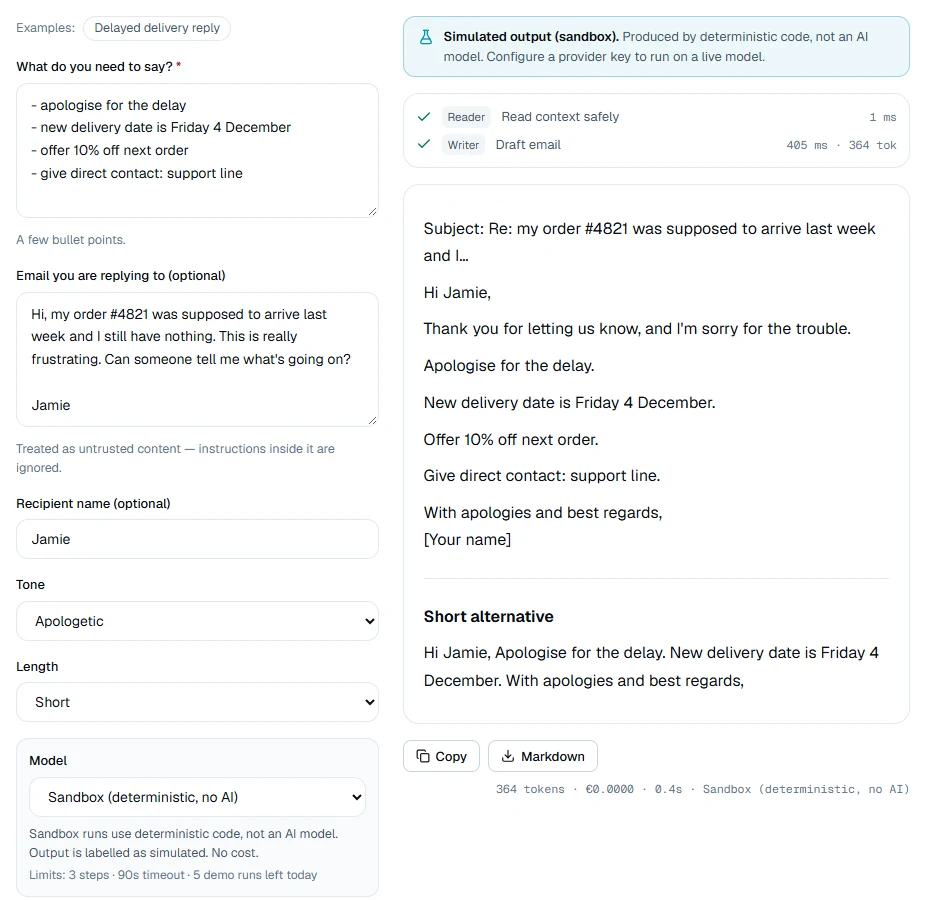 Examples: Delayed delivery reply
What do you need to say? *
- apologise for the delay
- new delivery date is Friday 4 December
- offer 10% off next order
- give direct contact: support line
A few bullet points.
Email you are replying to (optional)
Hi, my order #4821 was supposed to arrive last
week and I still have nothing. This is really
frustrating. Can someone tell me what's going on?
Jamie
Treated as untrusted content — instructions inside it are
ignored.
Recipient name (optional)
Jamie
Tone
Apologetic
Length
Short
Model
Sandbox (deterministic, no AI)
Sandbox runs use deterministic code, not an AI model.
Output is labelled as simulated. No cost.
Limits: 3 steps · 90s timeout · 5 demo runs left today
Simulated output (sandbox). Produced by deterministic code, not an AI
model. Configure a provider key to run on a live model.
Reader Read context safely 1 ms
Writer Draft email 405 ms · 364 tok
Subject: Re: my order #4821 was supposed to arrive last week
and I…
Hi Jamie,
Thank you for letting us know, and I'm sorry for the trouble.
Apologise for the delay.
New delivery date is Friday 4 December.
Offer 10% off next order.
Give direct contact: support line.
With apologies and best regards,
[Your name]
Short alternative
Hi Jamie, Apologise for the delay. New delivery date is Friday 4
December. With apologies and best regards,
Copy Markdown
364 tokens · €0.0000 · 0.4s · Sandbox (deterministic, no AI)